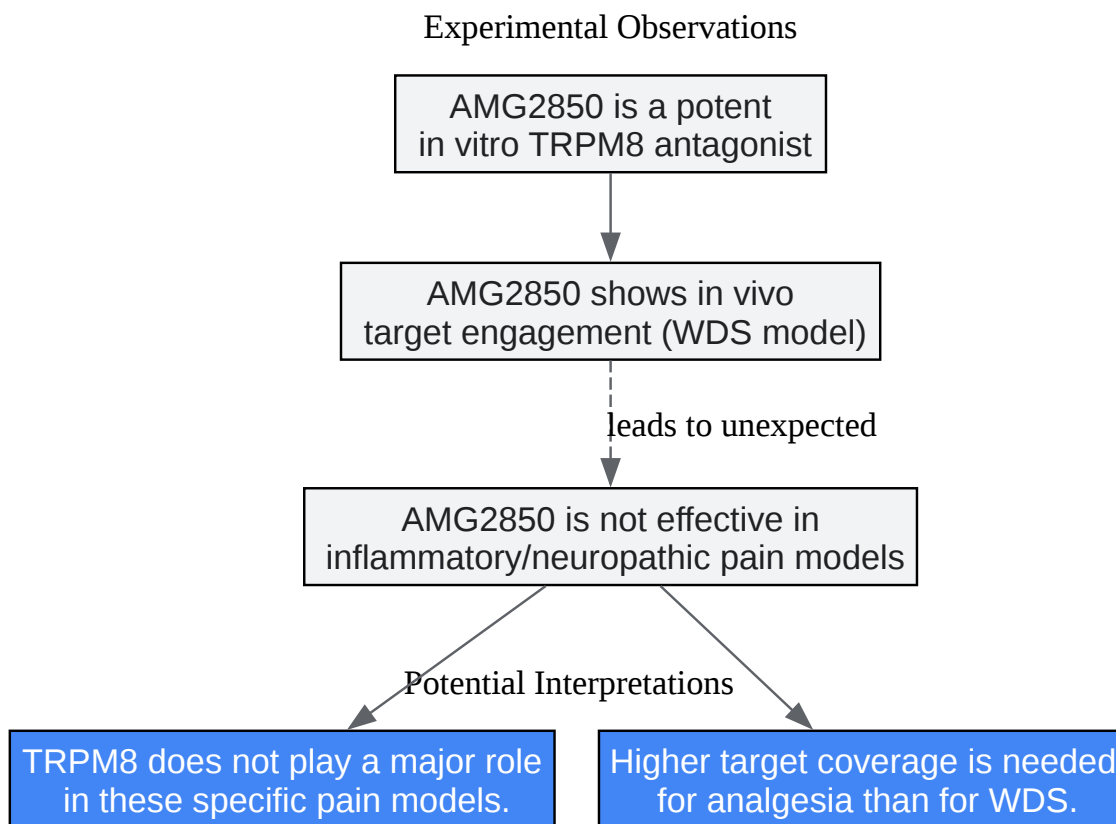 Experimental Observations
AMG2850 is a potent
in vitro TRPM8 antagonist
AMG2850 shows in vivo
target engagement (WDS model)
leads to unexpected
AMG2850 is not effective in
inflammatory/neuropathic pain models
Potential Interpretations
TRPM8 does not play a major role
in these specific pain models.
Higher target coverage is needed
for analgesia than for WDS.